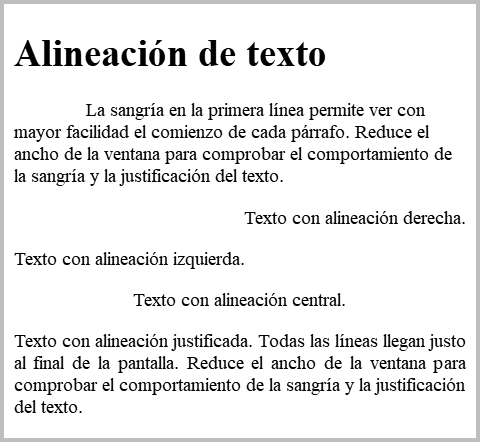 Alineación de texto
La sangría en la primera línea permite ver con
mayor facilidad el comienzo de cada párrafo. Reduce el
ancho de la ventana para comprobar el comportamiento de
la sangría y la justificación del texto.
Texto con alineación derecha.
Texto con alineación izquierda.
Texto con alineación central.
Texto con alineación justificada. Todas las líneas llegan justo
al final de la pantalla. Reduce el ancho de la ventana para
comprobar el comportamiento de la sangría y la justificación
del texto.